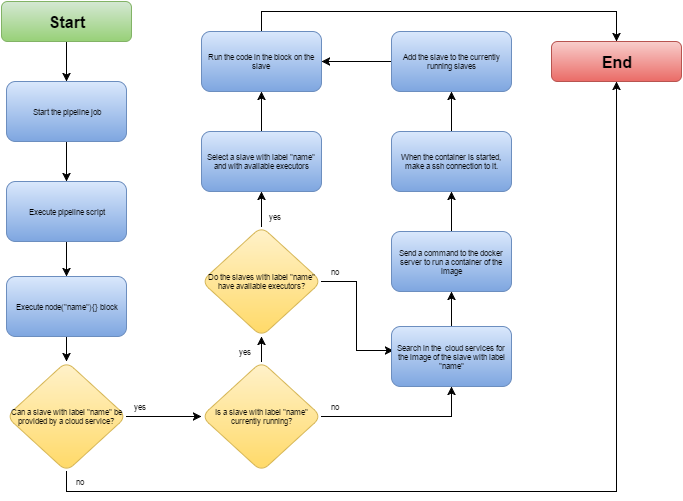 Start
Start the pipeline job
Execute pipeline script
Execute node("name"){} block
Can a slave with label "name" be
provided by a cloud service?
yes
no
Is a slave with label "name"
currently running?
yes
no
Do the slaves with label "name"
have available executors?
yes
no
Select a slave with label "name"
and with available executors
Run the code in the block on the
slave
Search in the cloud services for
the image of the slave with label
"name"
Send a command to the docker
server to run a container of the
image
When the container is started,
make a ssh connection to it.
Add the slave to the currently
running slaves
End